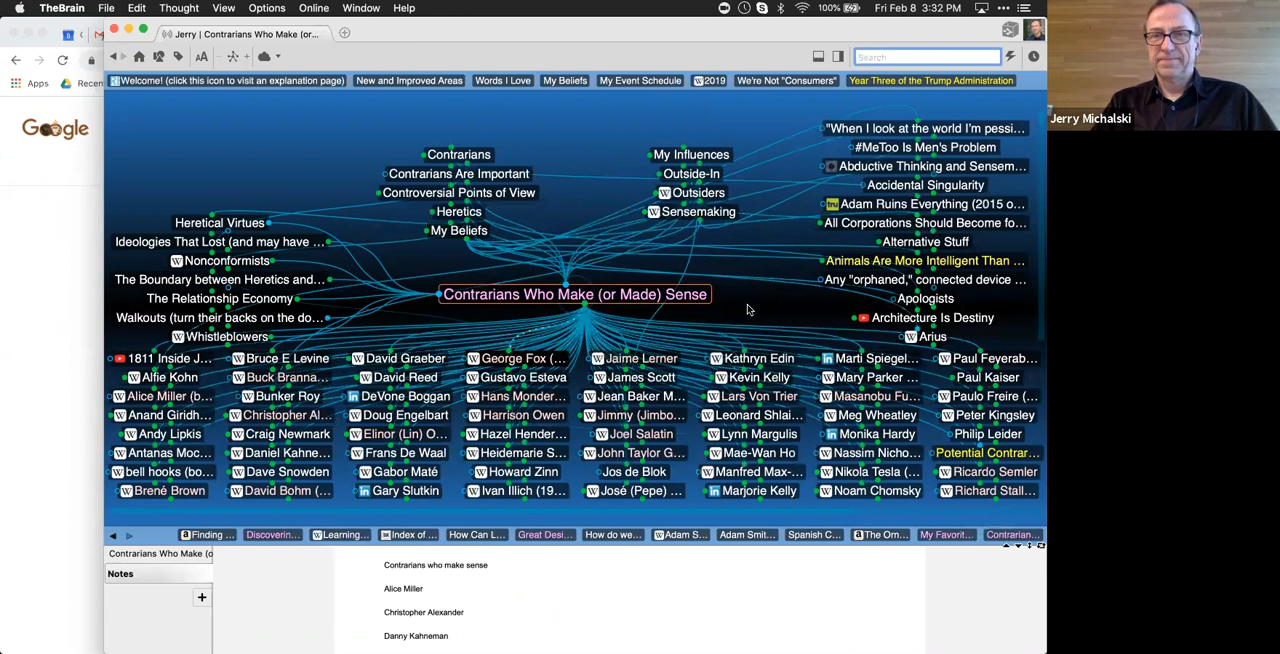 TheBrain File Edit Thought View Options Online Window Help 100% Fri Feb 8 3:32 PM
Jerry | Contrarians Who Make (or...
Search
Apps Recen
Welcome! (click this icon to visit an explanation page) New and Improved Areas Words I Love My Beliefs My Event Schedule 2019 We're Not "Consumers" Year Three of the Trump Administration
Google
Jerry Michalski
Contrarians
Contrarians Are Important
Controversial Points of View
Heretics
My Beliefs
My Influences
Outside-In
Outsiders
Sensemaking
"When I look at the world I'm pessi...
#MeToo Is Men's Problem
Abductive Thinking and Sensem...
Accidental Singularity
tru Adam Ruins Everything (2015 o...
All Corporations Should Become fo...
Alternative Stuff
Animals Are More Intelligent Than ...
Any "orphaned," connected device ...
Apologists
Architecture Is Destiny
Arius
Heretical Virtues
Ideologies That Lost (and may have ...
Nonconformists
The Boundary between Heretics and...
The Relationship Economy
Walkouts (turn their backs on the do...
Whistleblowers
Contrarians Who Make (or Made) Sense
1811 Inside J...
Alfie Kohn
Alice Miller (b...
Anand Giridh...
Andy Lipkis
Antanas Moc...
bell hooks (bo...
Brené Brown
Bruce E Levine
Buck Branna...
Bunker Roy
Christopher Al...
Craig Newmark
Daniel Kahne...
Dave Snowden
David Bohm (...
David Graeber
David Reed
DeVone Boggan
Doug Engelbart
Elinor (Lin) O...
Frans De Waal
Gabor Maté
Gary Slutkin
George Fox (...
Gustavo Esteva
Hans Monder...
Harrison Owen
Hazel Hender...
Heidemarie S...
Howard Zinn
Ivan Illich (19...
Jaime Lerner
James Scott
Jean Baker M...
Jimmy (Jimbo...
Joel Salatin
John Taylor G...
Jos de Blok
José (Pepe) ...
Kathryn Edin
Kevin Kelly
Lars Von Trier
Leonard Shlai...
Lynn Margulis
Mae-Wan Ho
Manfred Max-...
Marjorie Kelly
Marti Spiegel...
Mary Parker ...
Masanobu Fu...
Meg Wheatley
Monika Hardy
Nassim Nicho...
Nikola Tesla (...
Noam Chomsky
Paul Feyerab...
Paul Kaiser
Paulo Freire (...
Peter Kingsley
Philip Leider
Potential Contrar...
Ricardo Semler
Richard Stall...
Finding ... Discoverin... Learning... Index of ... How Can L... Great Desi... How do we... Adam S... Adam Smit... Spanish C... The Orn... My Favorit... Contrarian...
Contrarians Who Make (o
Notes
Contrarians who make sense
Alice Miller
Christopher Alexander
Danny Kahneman